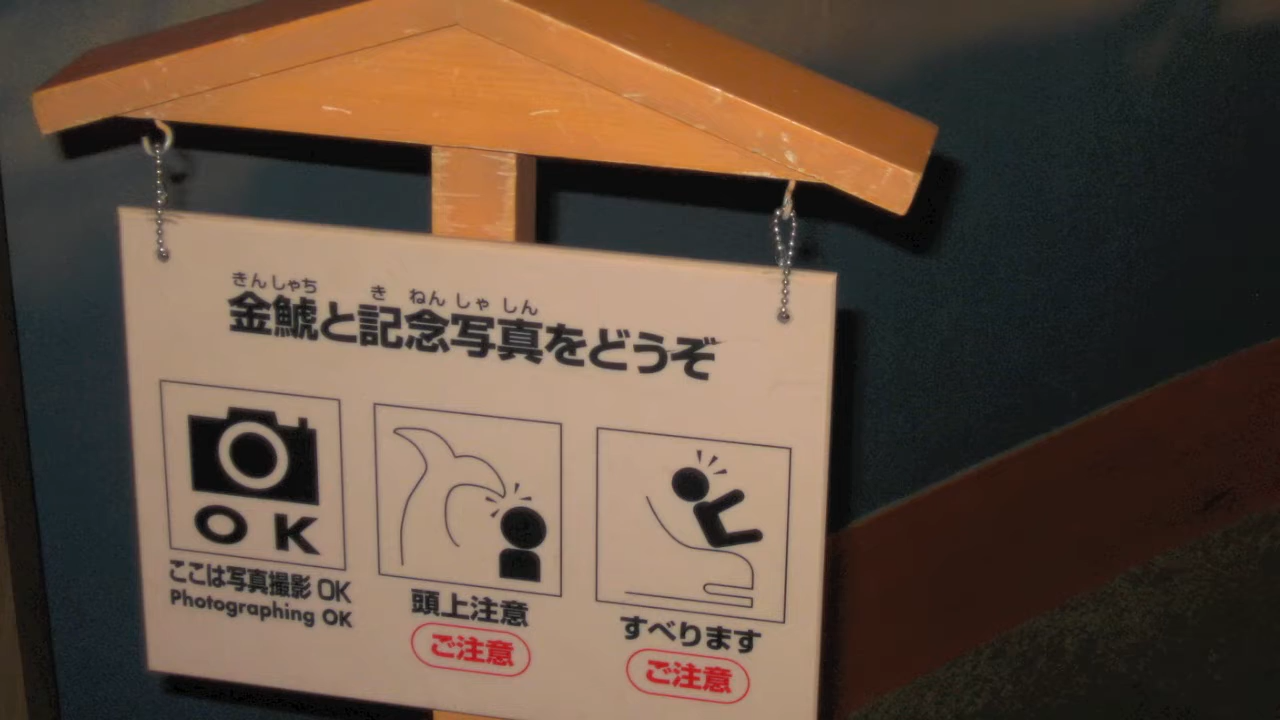 きんしゃち き ねんしゃしん
金鯱と記念写真をどうぞ
OK
ここは写真撮影 OK
Photographing OK
頭上注意
ご注意
すべります
ご注意